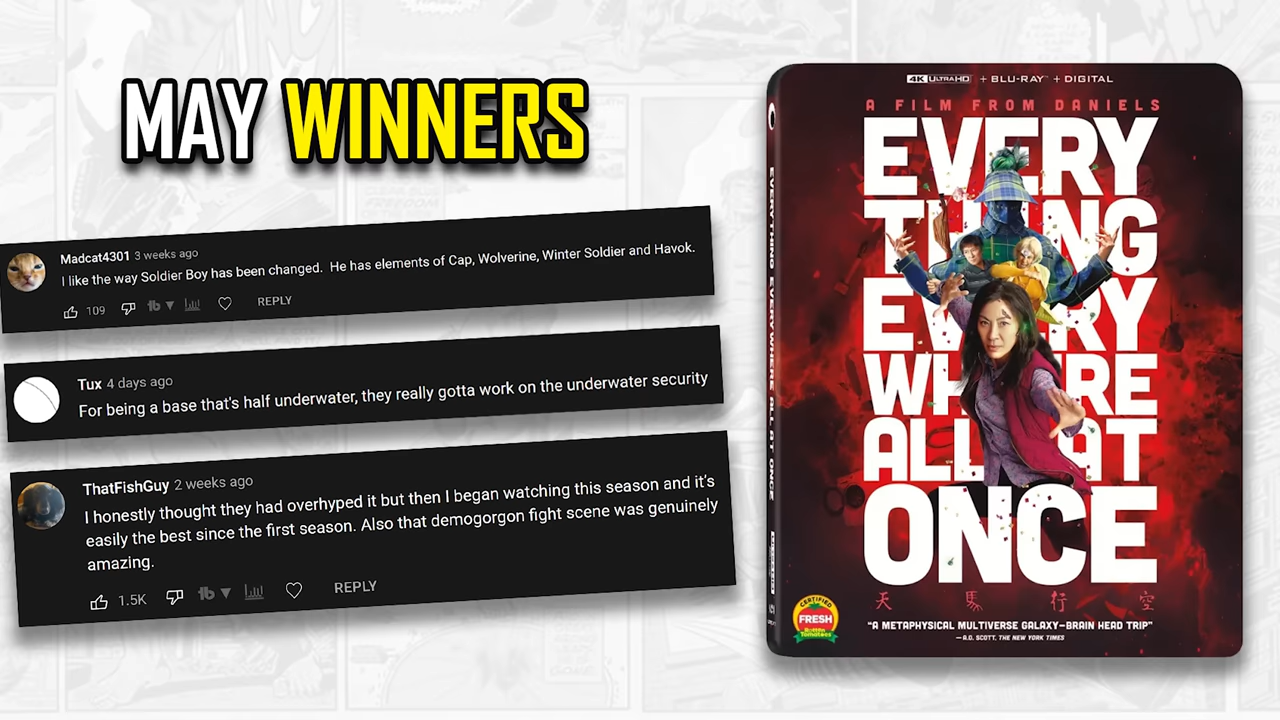 MAY WINNERS
Madcat4301 3 weeks ago
I like the way Soldier Boy has been changed. He has elements of Cap, Wolverine, Winter Soldier and Havok.
109
REPLY
Tux 4 days ago
For being a base that's half underwater, they really gotta work on the underwater security
ThatFishGuy 2 weeks ago
I honestly thought they had overhyped it but then I began watching this season and it's
easily the best since the first season. Also that demogorgon fight scene was genuinely
amazing.
1.5K
REPLY
4K ULTRA HD + BLU-RAY™ + DIGITAL
A FILM FROM DANIELS
EVERY
THING
EVERY
WHERE
ALL AT
ONCE
天 馬 行 空
CERTIFIED
FRESH
Rotten
Tomatoes
“A METAPHYSICAL MULTIVERSE GALAXY-BRAIN HEAD TRIP”
—A.O. SCOTT, THE NEW YORK TIMES
EVERYTHING EVERYWHERE ALL AT ONCE